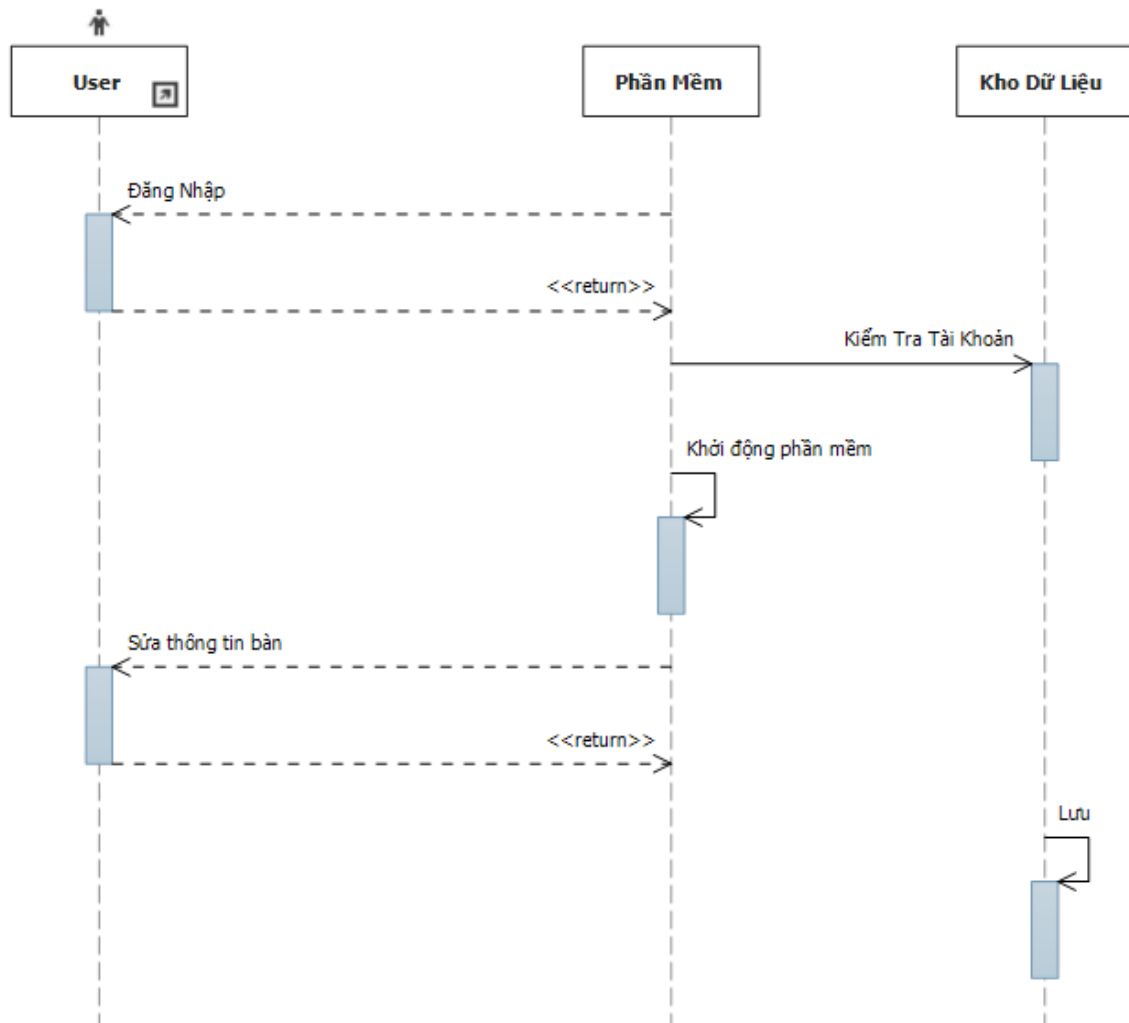 User
Phần Mềm
Kho Dữ Liệu
Đăng Nhập
<<return>>
Kiểm Tra Tài Khoản
Khởi động phần mềm
Sửa thông tin bàn
<<return>>
Lưu